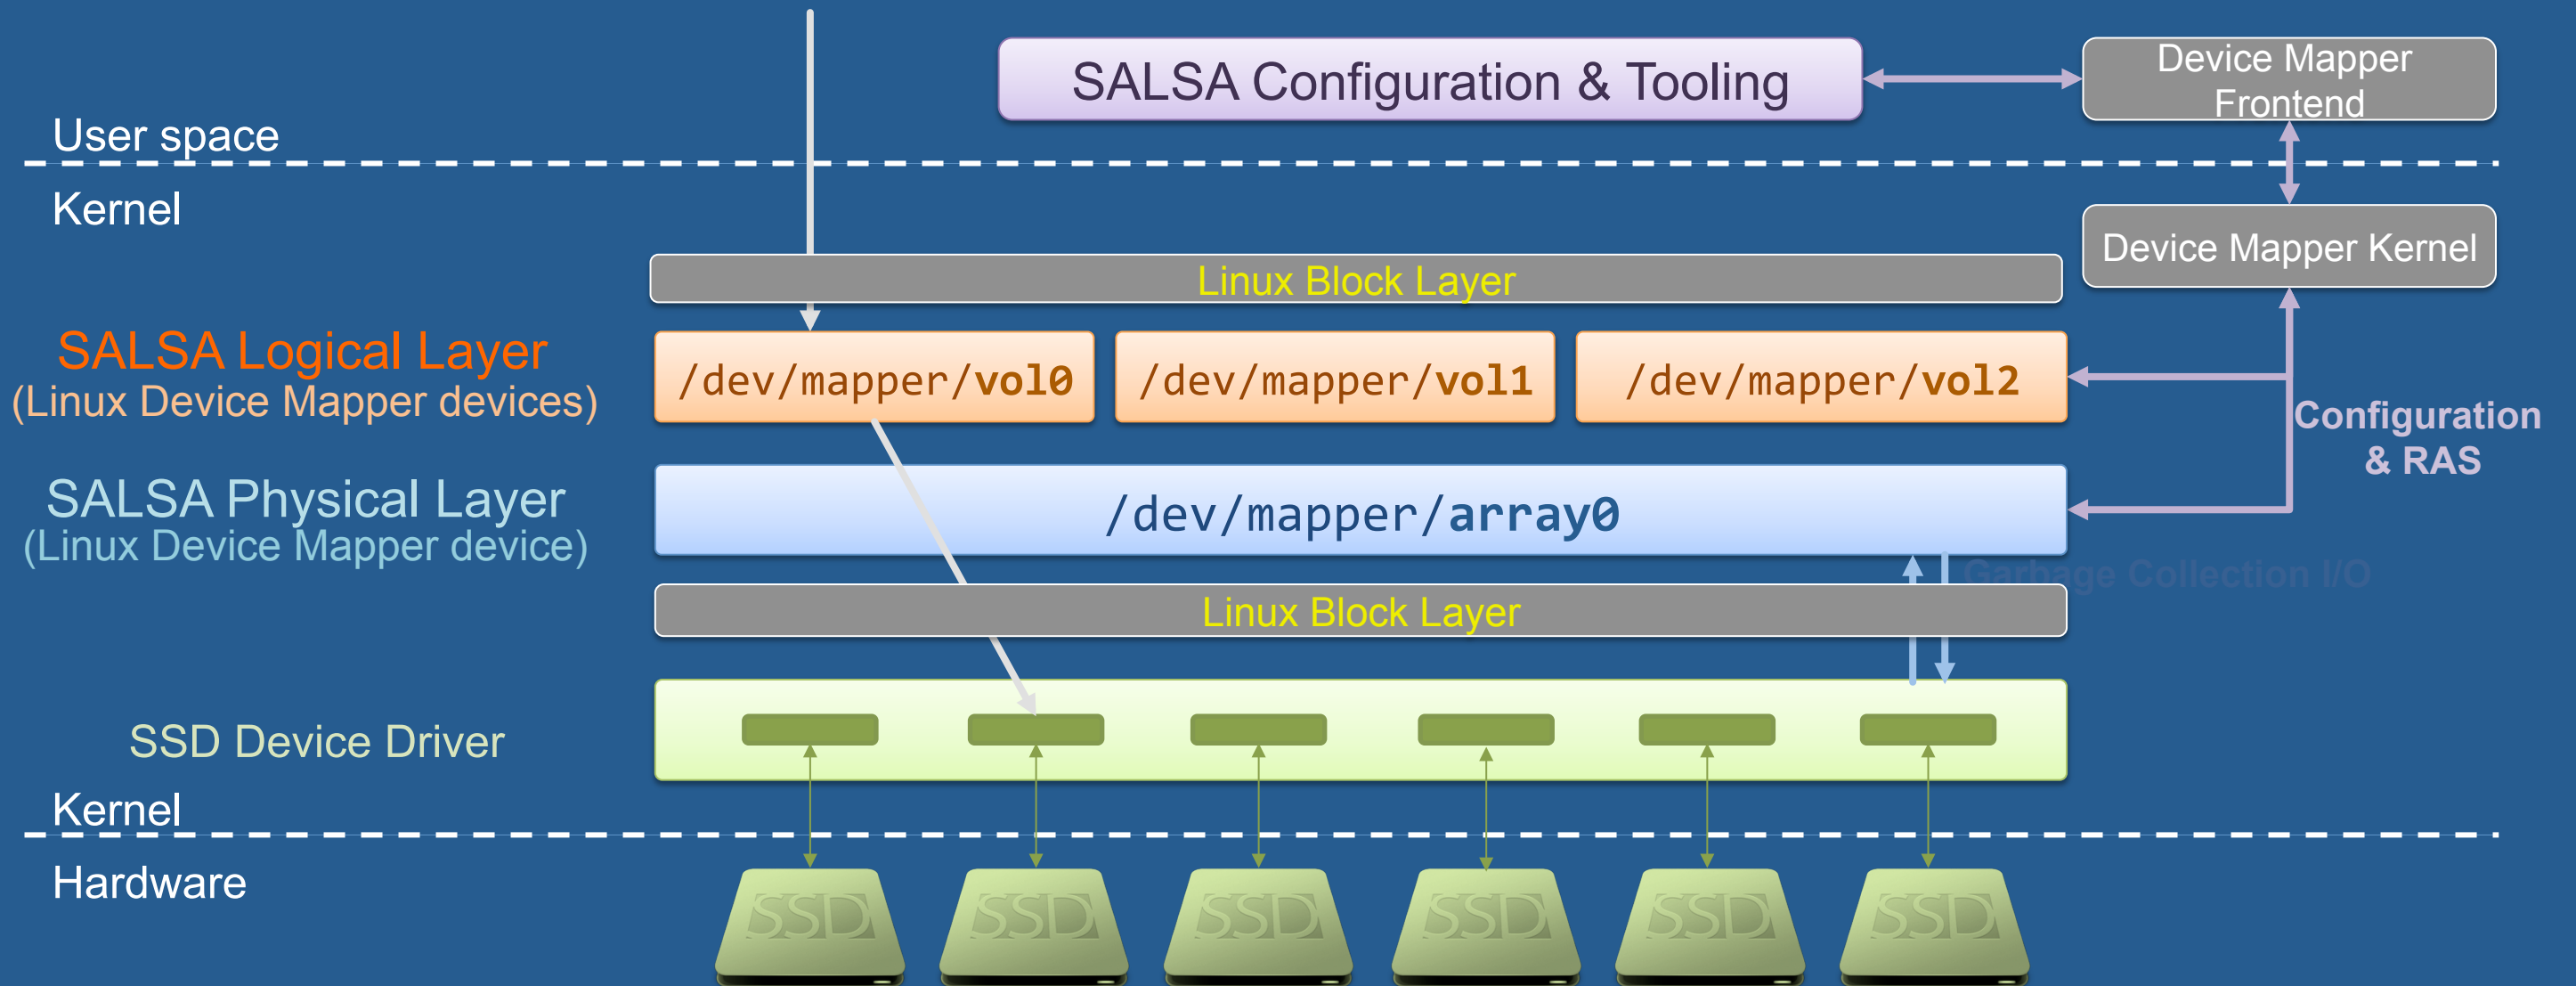 SALSA Configuration & Tooling
Device Mapper
Frontend
User space
Kernel
Device Mapper Kernel
Linux Block Layer
SALSA Logical Layer
(Linux Device Mapper devices)
/dev/mapper/vol0
/dev/mapper/vol1
/dev/mapper/vol2
Configuration
& RAS
SALSA Physical Layer
(Linux Device Mapper device)
/dev/mapper/array0
Garbage Collection I/O
Linux Block Layer
SSD Device Driver
Kernel
Hardware
SSD
SSD
SSD
SSD
SSD
SSD